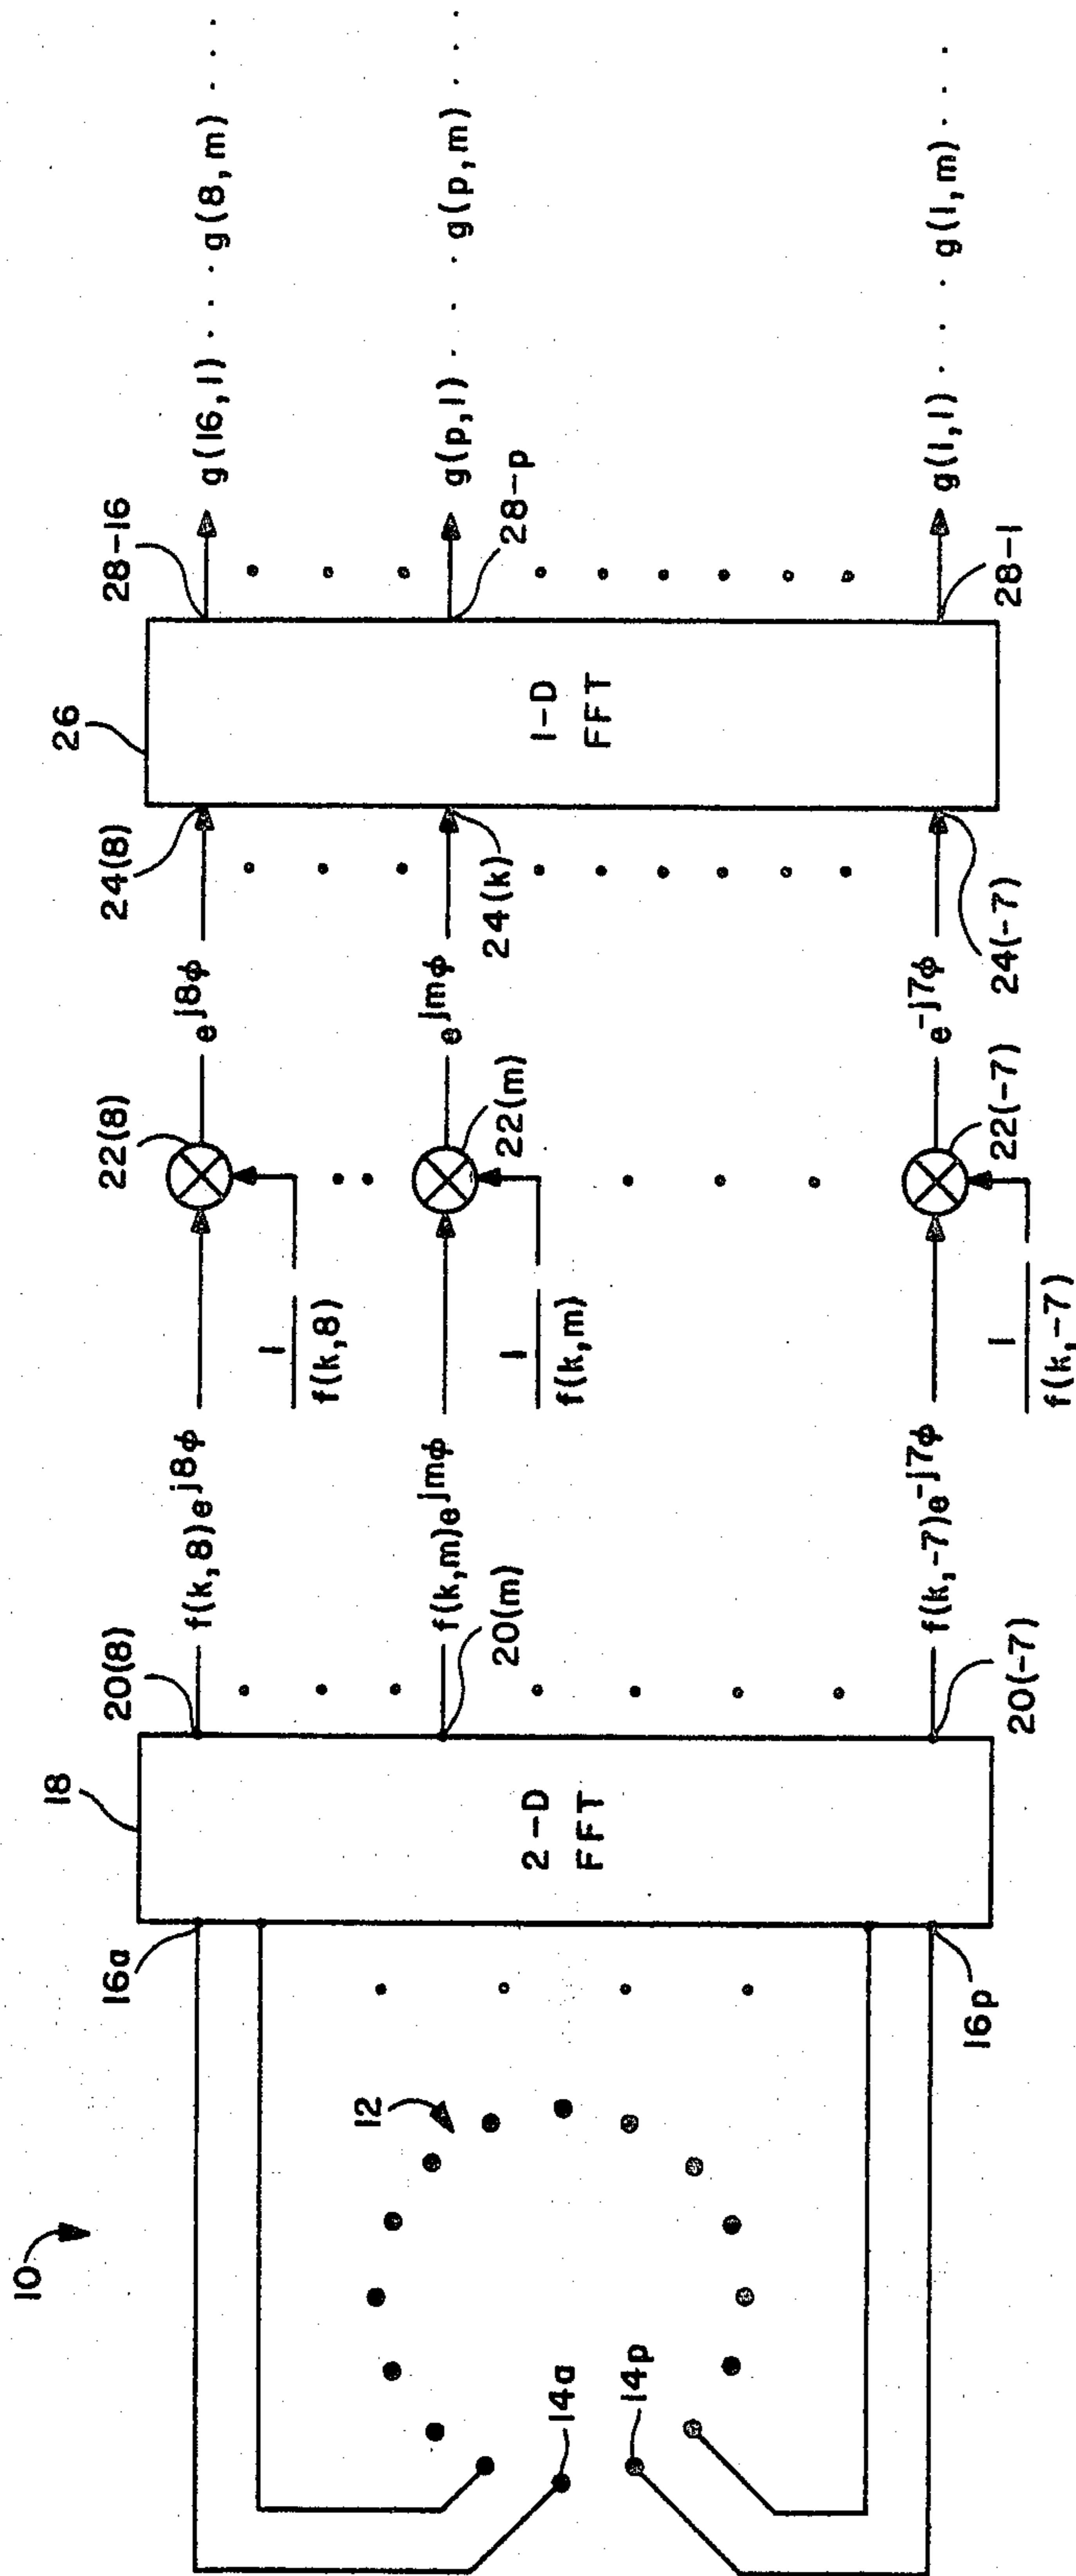 10
12
14a
14p
16a
16p
18
2-D
FFT
20(8)
20(m)
20(-7)
f(k,8)e^j8φ
f(k,m)e^jmφ
f(k,-7)e^-j7φ
1
f(k,8)
1
f(k,m)
1
f(k,-7)
22(8)
22(m)
22(-7)
e^j8φ
e^jmφ
e^-j7φ
24(8)
24(k)
24(-7)
26
1-D
FFT
28-16
28-p
28-1
g(16,1) . . . g(8,m) . . .
g(p,1) . . . g(p,m) . . .
g(1,1) . . . g(1,m) . . .